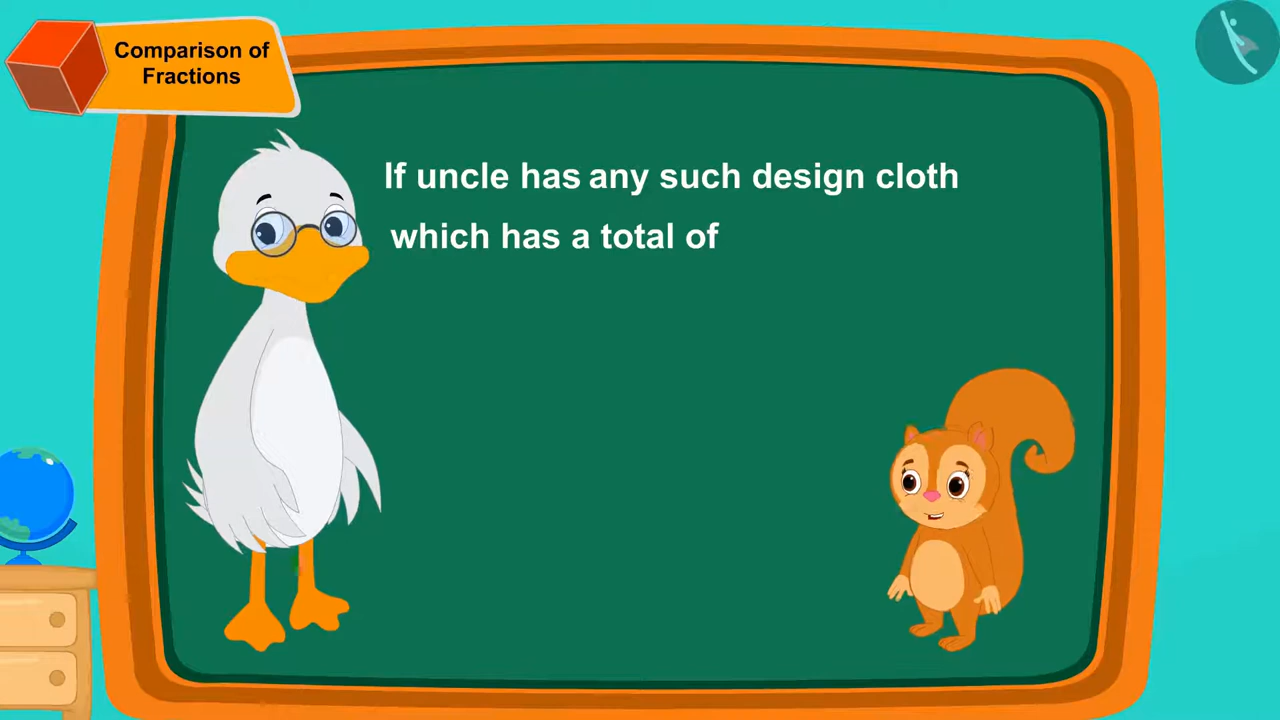 Comparison of
Fractions
If uncle has any such design cloth
which has a total of